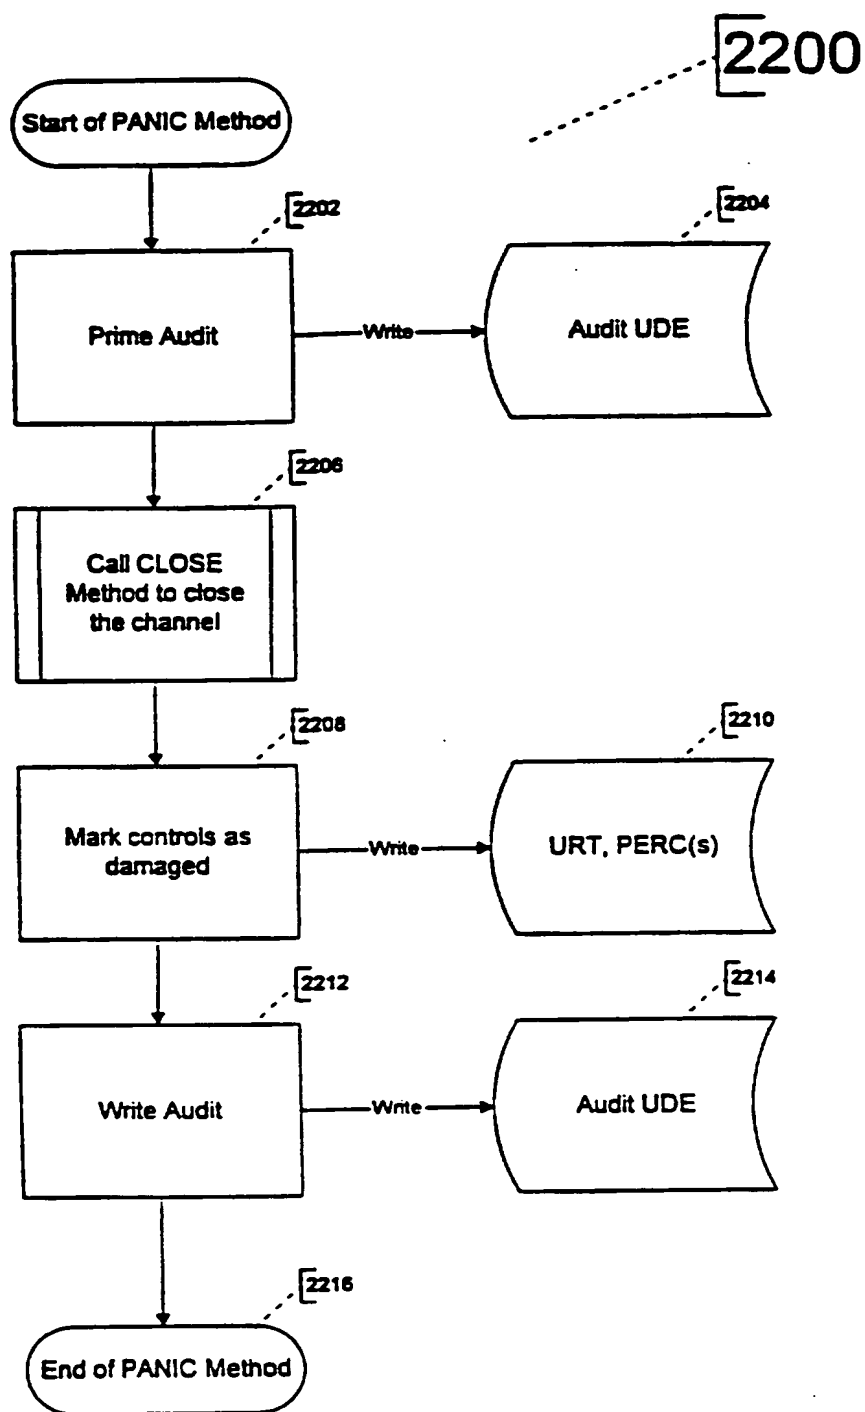 2200
Start of PANIC Method
2202
2204
Prime Audit
Write
Audit UDE
2206
Call CLOSE
Method to close
the channel
2208
2210
Mark controls as
damaged
Write
URT, PERC(s)
2212
2214
Write Audit
Write
Audit UDE
2216
End of PANIC Method